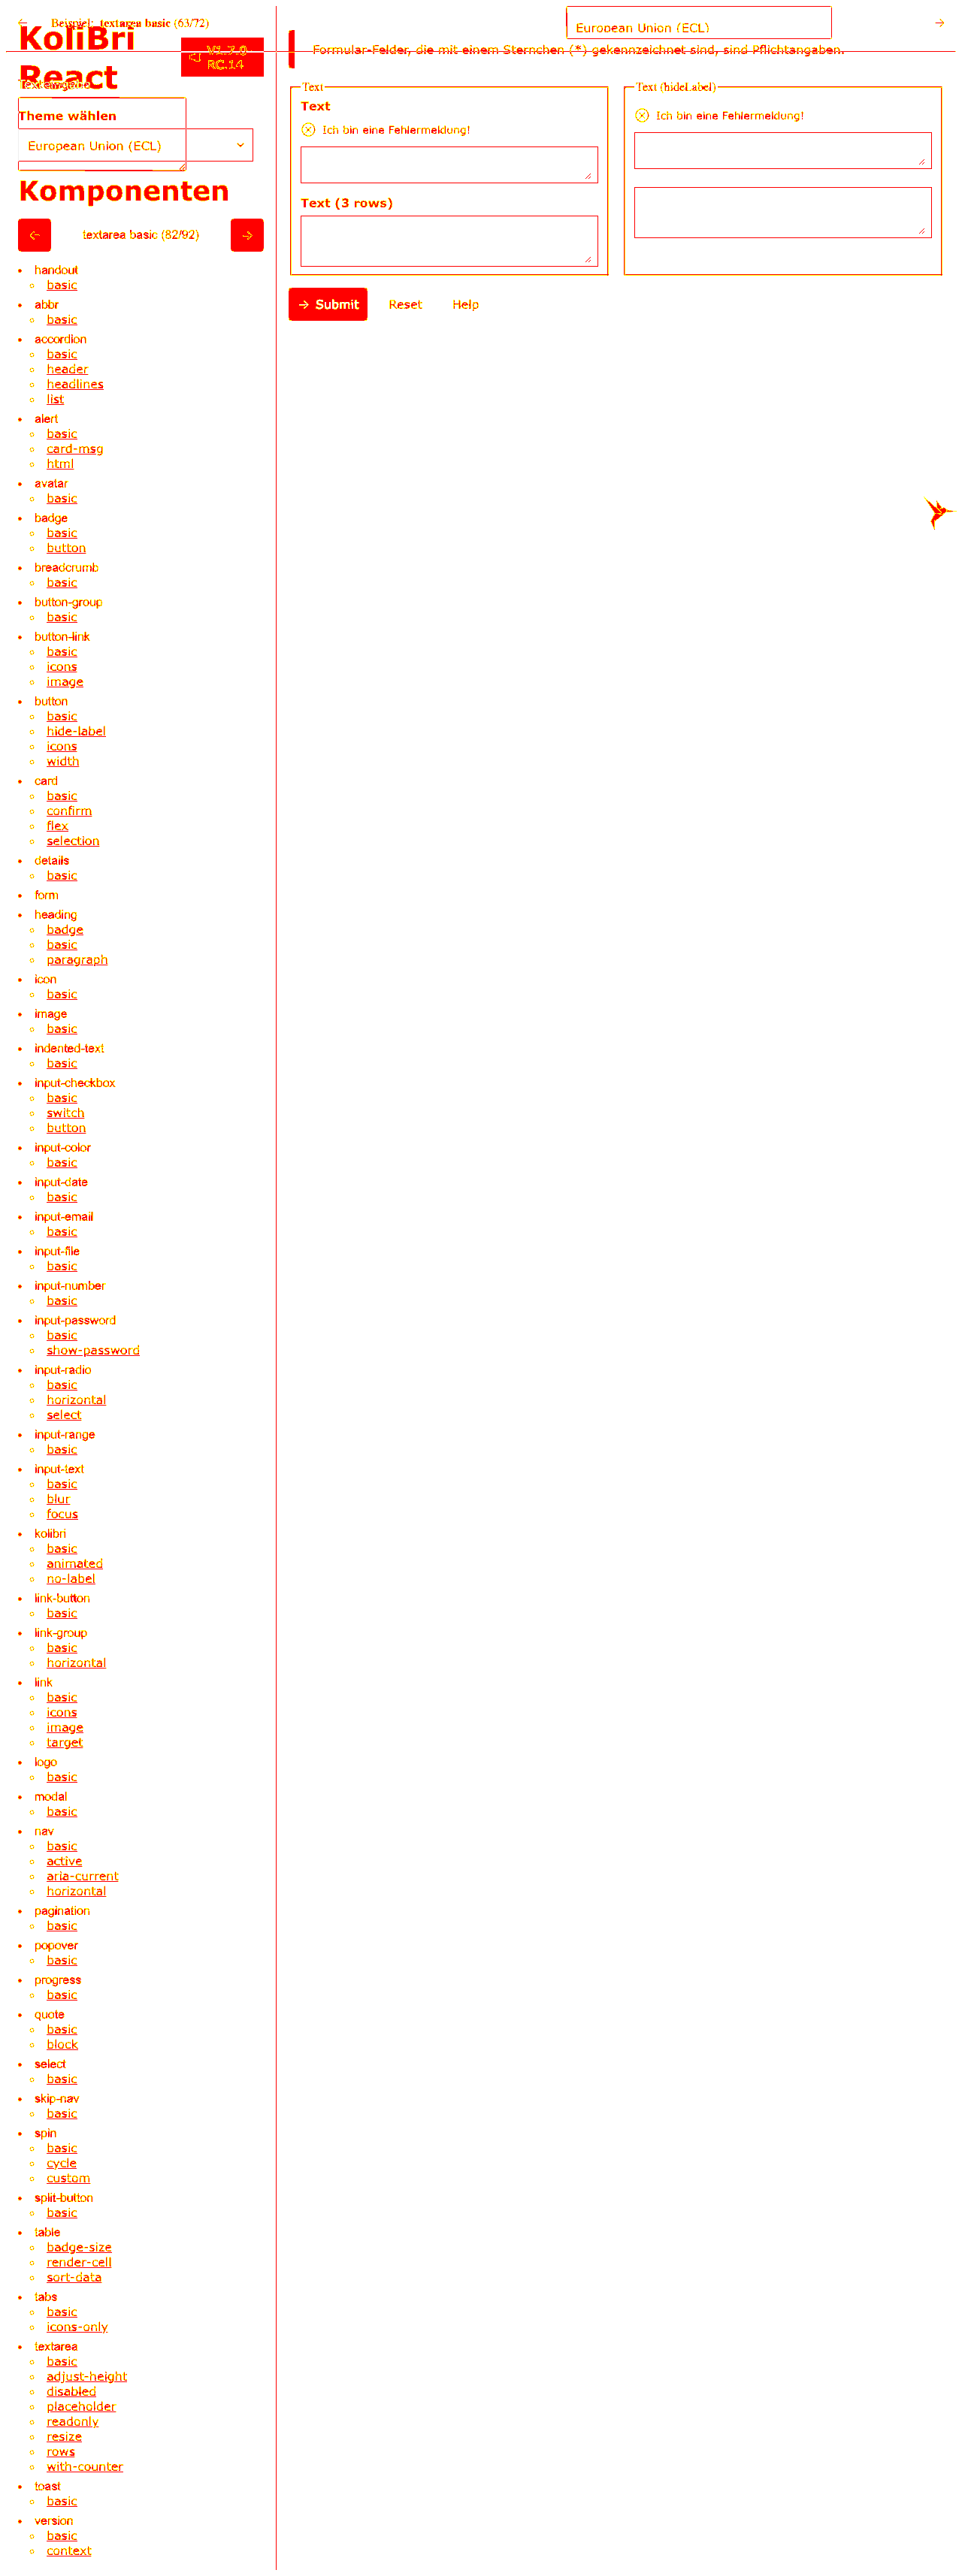 Beispiel: textarea basic (63/72)
European Union (ECL)
KoliBri
React
v1.7.0-
RC.14
Theme wählen
European Union (ECL)
Komponenten
textarea basic (82/92)
handout
basic
abbr
basic
accordion
basic
header
headlines
list
alert
basic
card-msg
html
avatar
basic
badge
basic
button
breadcrumb
basic
button-group
basic
button-link
basic
icons
image
button
basic
hide-label
icons
width
card
basic
confirm
flex
selection
details
basic
form
heading
badge
basic
paragraph
icon
basic
image
basic
indented-text
basic
input-checkbox
basic
switch
button
input-color
basic
input-date
basic
input-email
basic
input-file
basic
input-number
basic
input-password
basic
show-password
input-radio
basic
horizontal
select
input-range
basic
input-text
basic
blur
focus
kolibri
basic
animated
no-label
link-button
basic
link-group
basic
horizontal
link
basic
icons
image
target
logo
basic
modal
basic
nav
basic
active
aria-current
horizontal
pagination
basic
popover
basic
progress
basic
quote
basic
block
select
basic
skip-nav
basic
spin
basic
cycle
custom
split-button
basic
table
badge-size
render-cell
sort-data
tabs
basic
icons-only
textarea
basic
adjust-height
disabled
placeholder
readonly
resize
rows
with-counter
toast
basic
version
basic
context
Formular-Felder, die mit einem Sternchen (*) gekennzeichnet sind, sind Pflichtangaben.
Text
Text
Ich bin eine Fehlermeldung!
Text (3 rows)
Text (hideLabel)
Ich bin eine Fehlermeldung!
Submit Reset Help